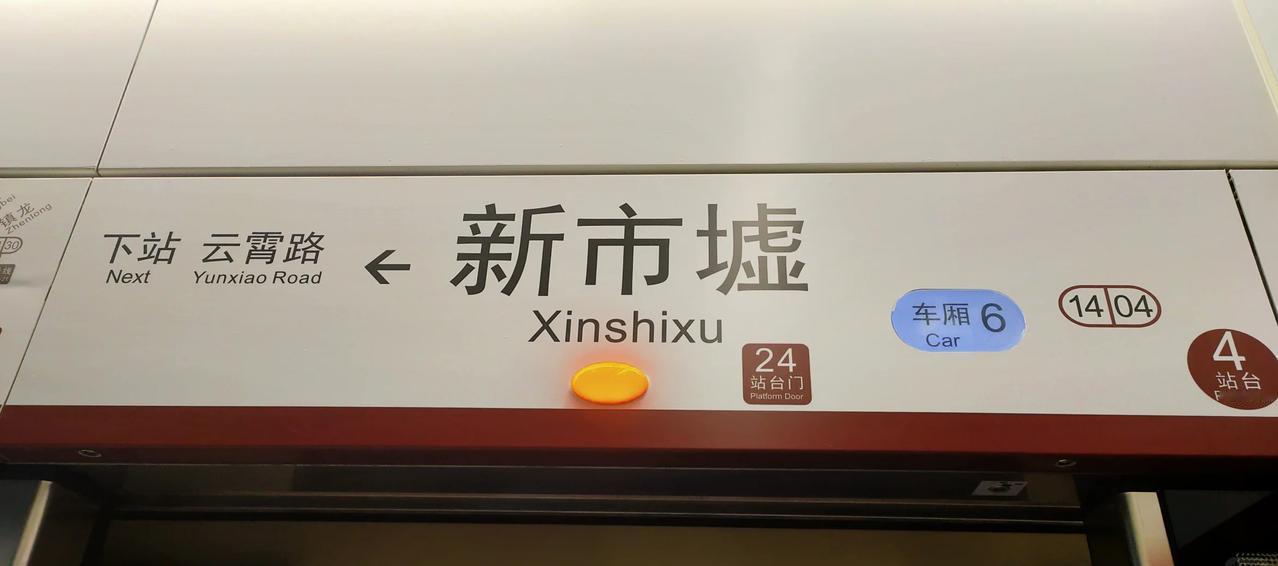 镇龙
Zhenlong
30
下站 云霄路
Next Yunxiao Road
←
新市墟
Xinshixu
24
站台门
Platform Door
车厢 6
Car
14 04
4
站台